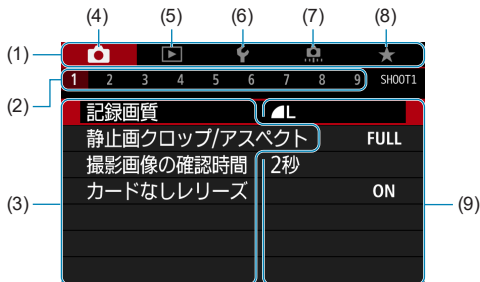 (4) (5) (6) (7) (8)
(1)
1 2 3 4 5 6 7 8 9 SHOOT1
(2)
記録画質 L
静止画クロップ/アスペクト FULL
撮影画像の確認時間 2秒
カードなしレリーズ ON
(3) (9)